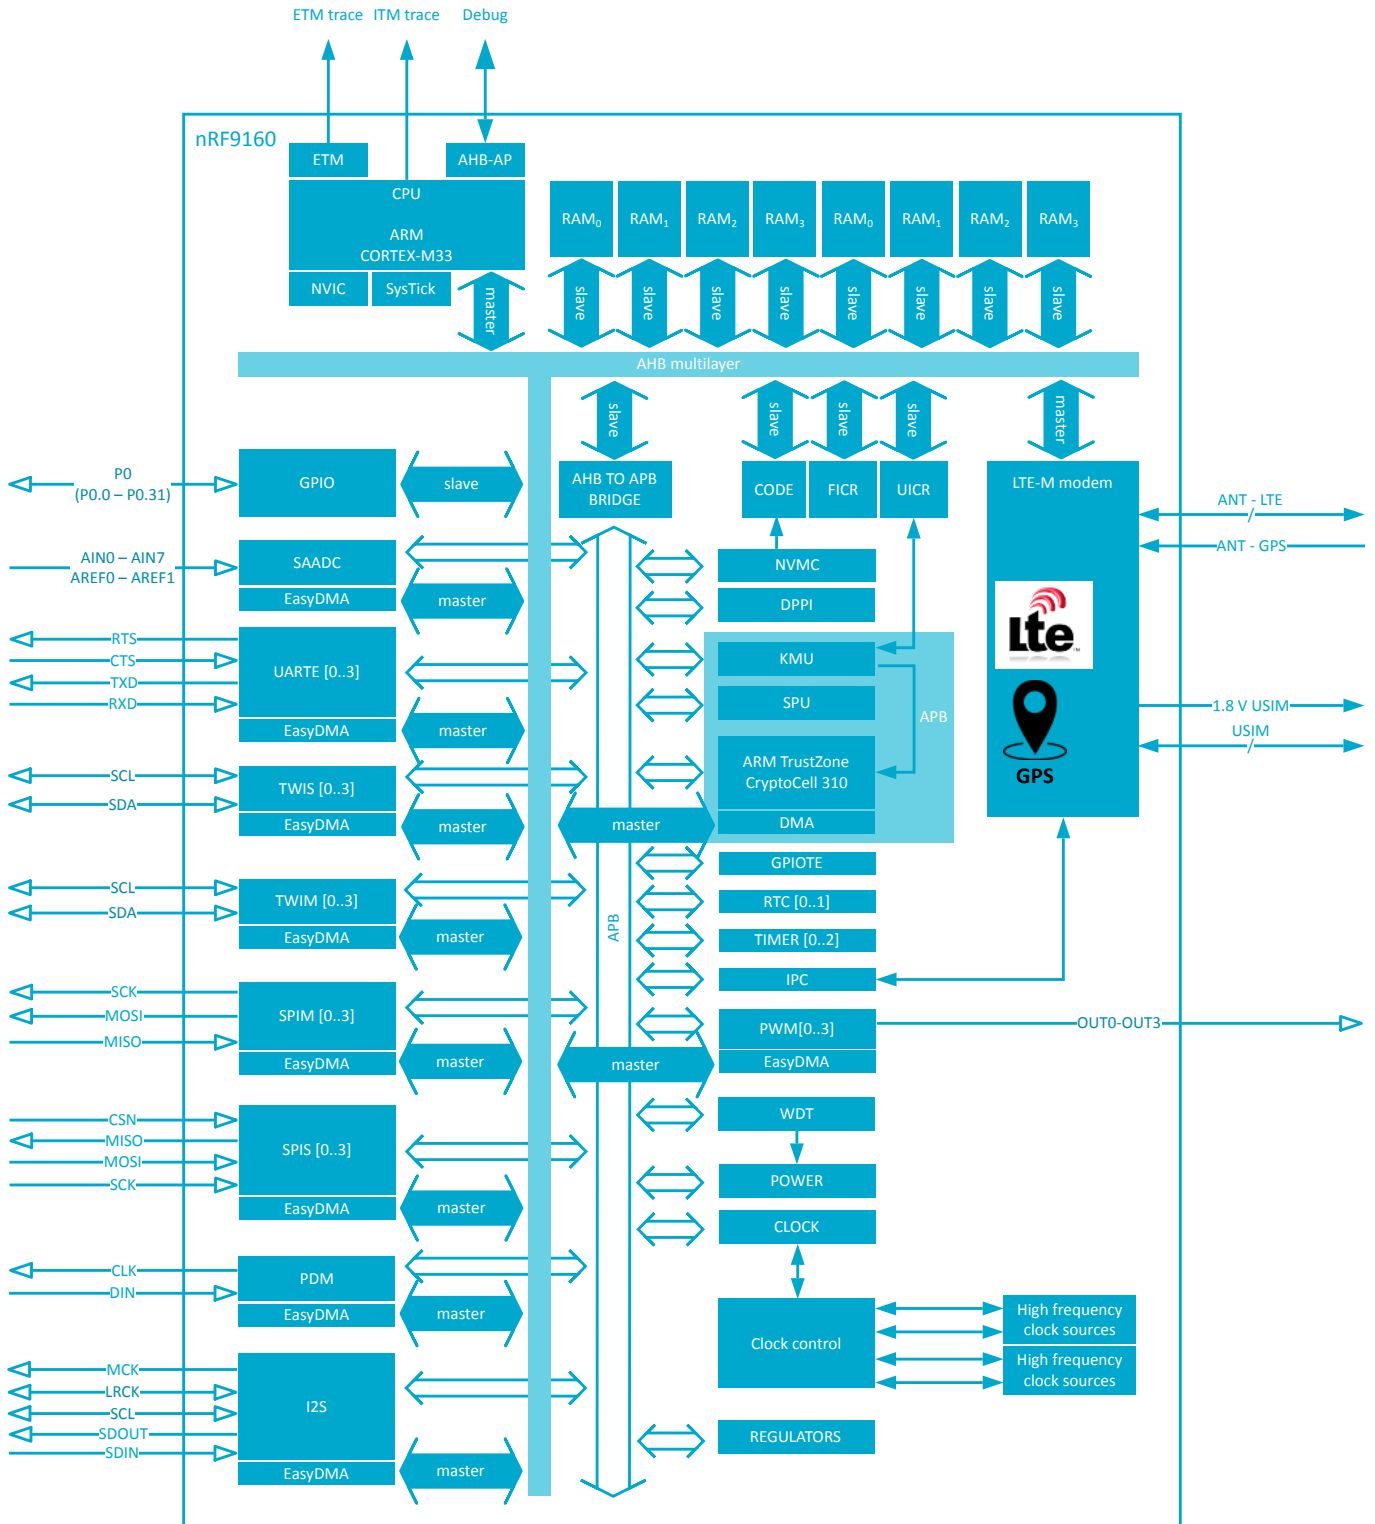 ETM trace ITM trace Debug
nRF9160
ETM AHB-AP
CPU
ARM
CORTEX-M33
NVIC SysTick
RAM0 RAM1 RAM2 RAM3 RAM0 RAM1 RAM2 RAM3
master slave slave slave slave slave slave slave slave
AHB multilayer
slave slave slave slave master
P0
(P0.0 – P0.31)
GPIO slave
AHB TO APB
BRIDGE
CODE FICR UICR
LTE-M modem
ANT - LTE
ANT - GPS
AIN0 – AIN7
AREF0 – AREF1
SAADC
EasyDMA master
NVMC
DPPI
Lte
TM
GPS
RTS
CTS
TXD
RXD
UARTE [0..3]
EasyDMA master
KMU
SPU
APB
1.8 V USIM
USIM
SCL
SDA
TWIS [0..3]
EasyDMA master
ARM TrustZone
CryptoCell 310
master DMA
GPIOTE
SCL
SDA
TWIM [0..3]
EasyDMA master
APB
RTC [0..1]
TIMER [0..2]
IPC
SCK
MOSI
MISO
SPIM [0..3]
EasyDMA master
PWM[0..3]
master EasyDMA
OUT0-OUT3
CSN
MISO
MOSI
SCK
SPIS [0..3]
EasyDMA master
WDT
POWER
CLOCK
CLK
DIN
PDM
EasyDMA master
Clock control
High frequency
clock sources
High frequency
clock sources
MCK
LRCK
SCL
SDOUT
SDIN
I2S
EasyDMA master
REGULATORS